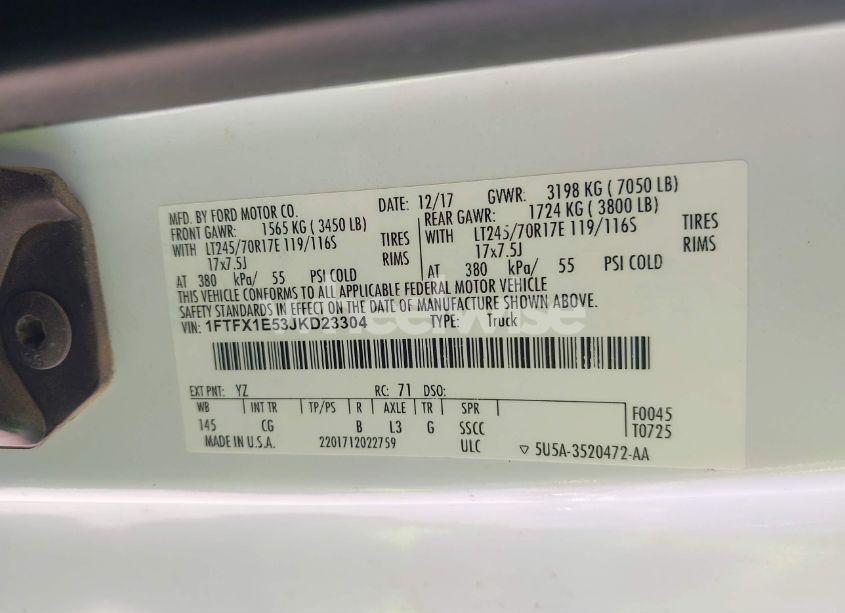 MFD. BY FORD MOTOR CO. DATE: 12/17 GVWR: 3198 KG ( 7050 LB)
FRONT GAWR: 1565 KG ( 3450 LB) REAR GAWR: 1724 KG ( 3800 LB)
WITH LT245/70R17E 119/116S TIRES WITH LT245/70R17E 119/116S TIRES
17x7.5J RIMS 17x7.5J RIMS
AT 380 kPa/ 55 PSI COLD AT 380 kPa/ 55 PSI COLD
THIS VEHICLE CONFORMS TO ALL APPLICABLE FEDERAL MOTOR VEHICLE
SAFETY STANDARDS IN EFFECT ON THE DATE OF MANUFACTURE SHOWN ABOVE.
VIN: 1FTFX1E53JKD23304 TYPE: Truck
EXT PNT: YZ RC: 71 DSO:
WB INT TR TP/PS R AXLE TR SPR F0045
145 CG B L3 G SSCC T0725
MADE IN U.S.A. 2201712022759 ULC ▽ 5U5A-3520472-AA